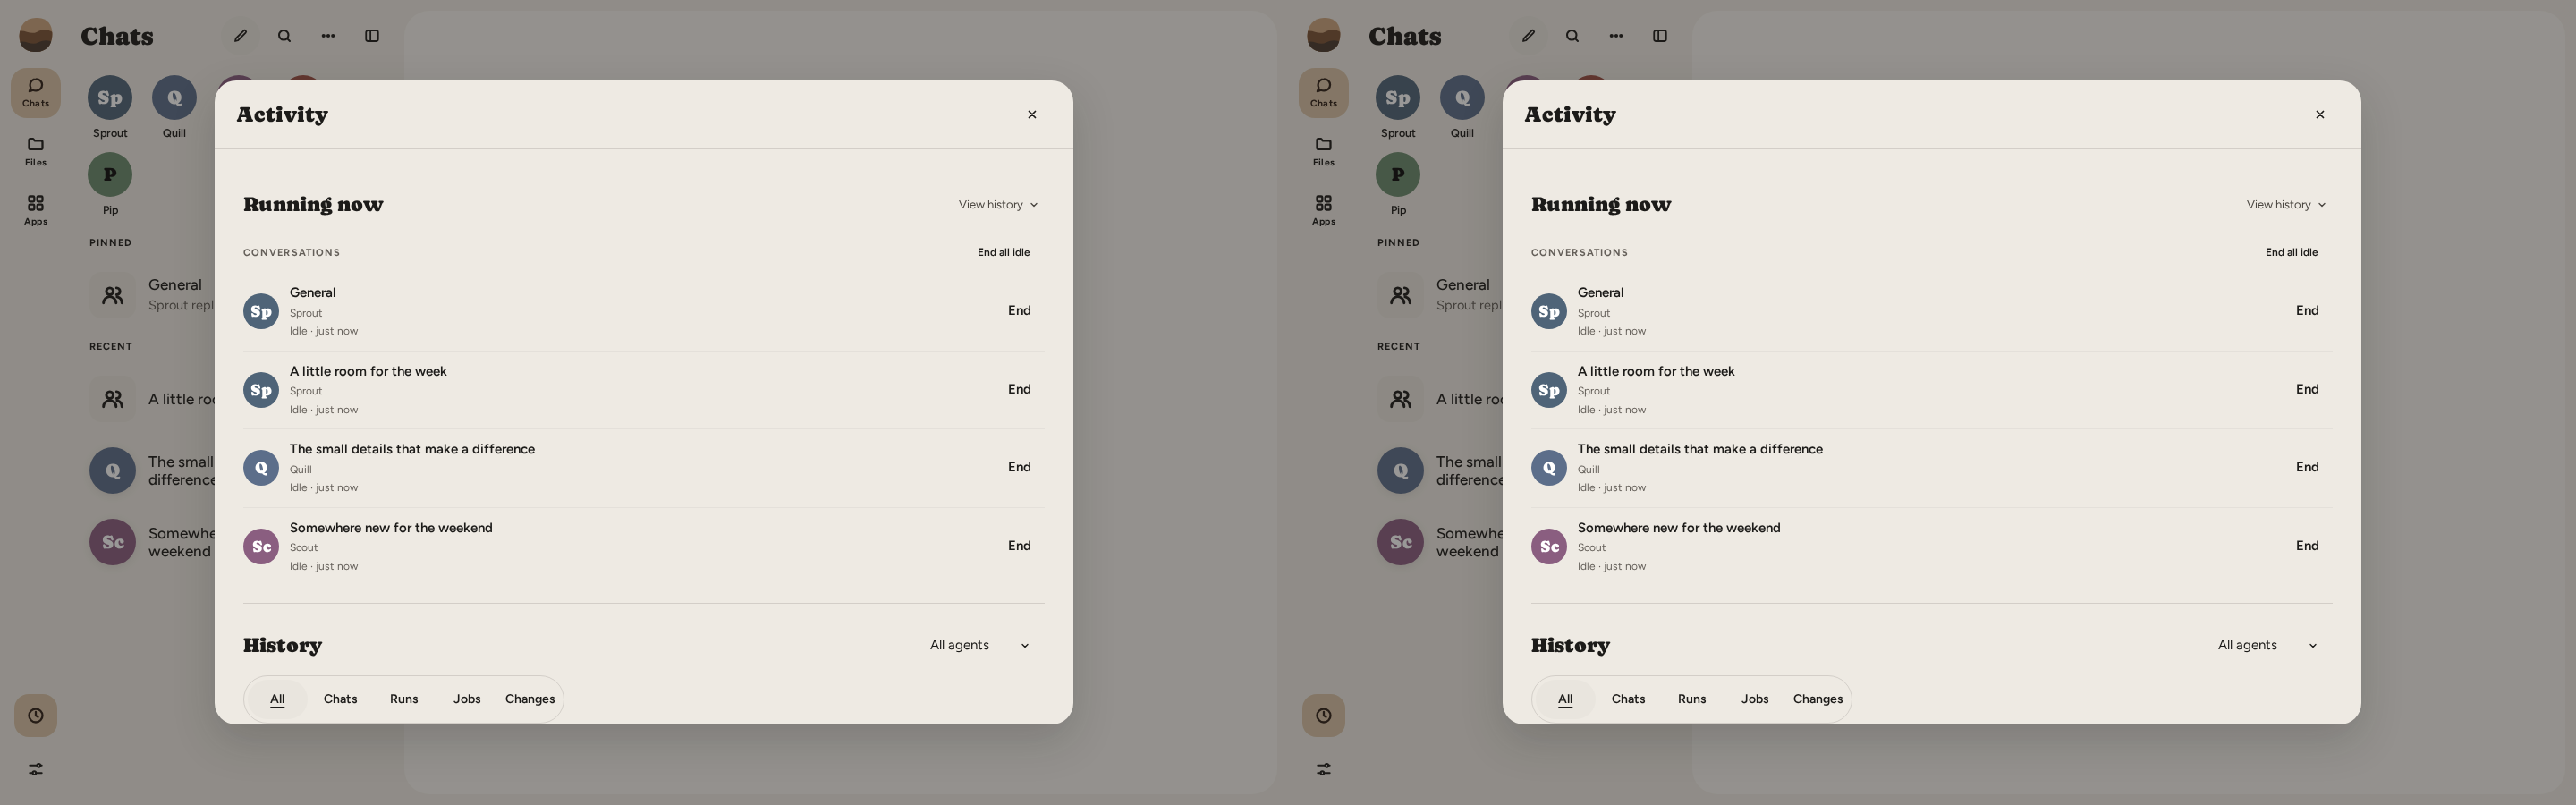 Chats
Chats
Files
Apps
Sp
Q
Sprout
Quill
P
Pip
PINNED
General
Sprout repl
RECENT
A little roo
Q
The small
difference
Sc
Somewhe
weekend
Activity
Running now
View history
CONVERSATIONS
End all idle
Sp
General
Sprout
Idle · just now
End
Sp
A little room for the week
Sprout
Idle · just now
End
Q
The small details that make a difference
Quill
Idle · just now
End
Sc
Somewhere new for the weekend
Scout
Idle · just now
End
History
All agents
All
Chats
Runs
Jobs
Changes
Chats
Chats
Files
Apps
Sp
Q
Sprout
Quill
P
Pip
PINNED
General
Sprout repl
RECENT
A little roo
Q
The small
difference
Sc
Somewhe
weekend
Activity
Running now
View history
CONVERSATIONS
End all idle
Sp
General
Sprout
Idle · just now
End
Sp
A little room for the week
Sprout
Idle · just now
End
Q
The small details that make a difference
Quill
Idle · just now
End
Sc
Somewhere new for the weekend
Scout
Idle · just now
End
History
All agents
All
Chats
Runs
Jobs
Changes